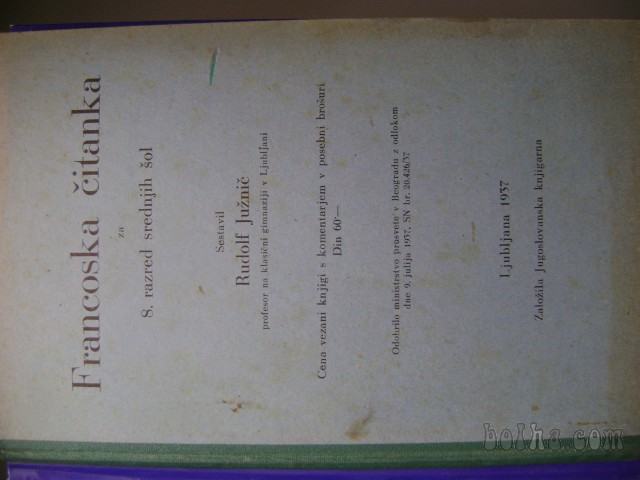 Francoska čitanka
za
8. razred srednjih šol
Sestavil
Rudolf Južnič
profesor na klasični gimnaziji v Ljubljani
Cena vezani knjigi s komentarjem v posebni brošuri
Din 60'—
Odobrilo ministrstvo prosvete v Beogradu z odlokom
dne 9. julija 1937, SN br. 20.426/37
Ljubljana 1937
Založila Jugoslovanska knjigarna
bolha.com